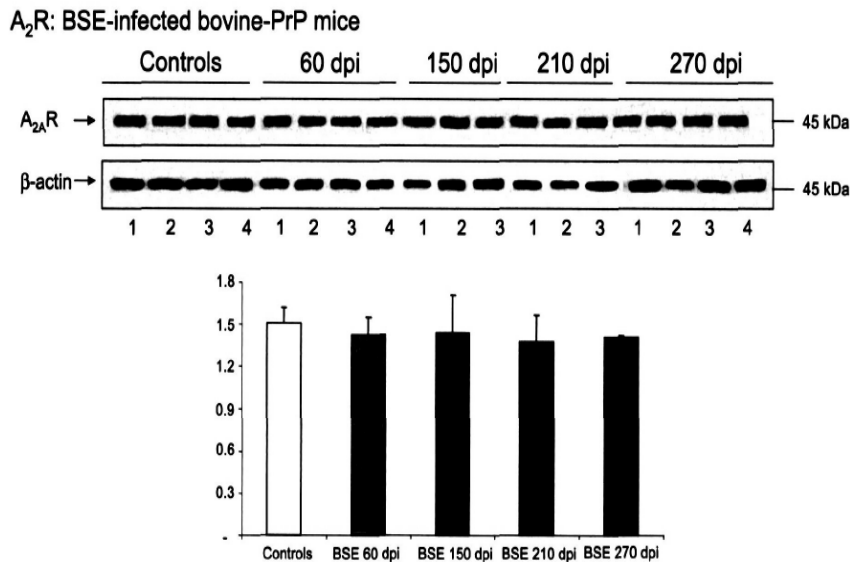 A₂R: BSE-infected bovine-PrP mice
Controls 60 dpi 150 dpi 210 dpi 270 dpi
A₂AR → 45 kDa
β-actin → 45 kDa
1 2 3 4 1 2 3 4 1 2 3 1 2 3 1 2 3 4
1.8
1.5
1.2
0.9
0.6
0.3
-
Controls BSE 60 dpi BSE 150 dpi BSE 210 dpi BSE 270 dpi